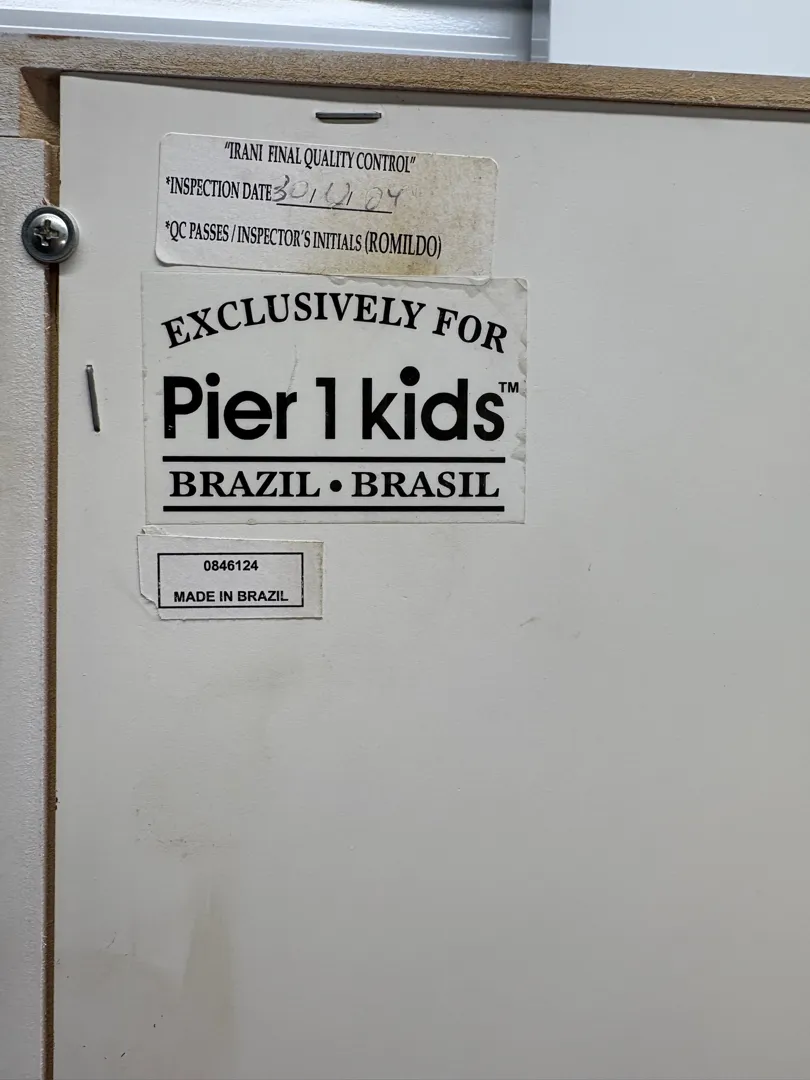 "IRANI FINAL QUALITY CONTROL"
*INSPECTION DATE 30,
*QC PASSES / INSPECTOR'S INITIALS (ROMILDO)
EXCLUSIVELY FOR
Pier 1 kids™
BRAZIL • BRASIL
0846124
MADE IN BRAZIL